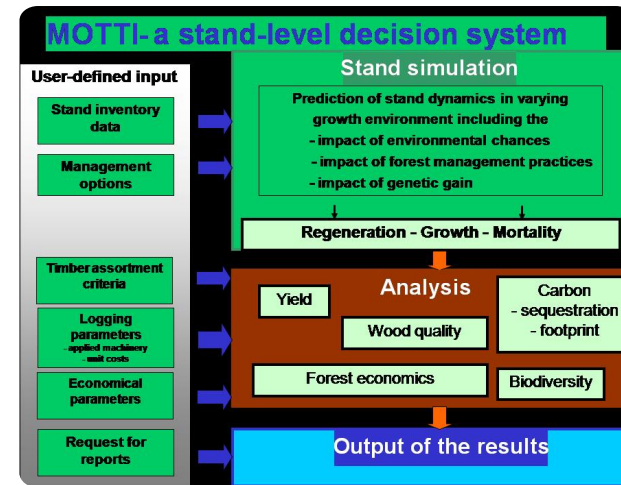 MOTTI- a stand-level decision system
User-defined input
Stand inventory
data
Management
options
Timber assortment
criteria
Logging
parameters
- applied machinery
- unit costs
Economical
parameters
Request for
reports
Stand simulation
Prediction of stand dynamics in varying
growth environment including the
- impact of environmental chances
- impact of forest management practices
- impact of genetic gain
Regeneration - Growth - Mortality
Analysis
Yield
Wood quality
Carbon
- sequestration
- footprint
Forest economics
Biodiversity
Output of the results